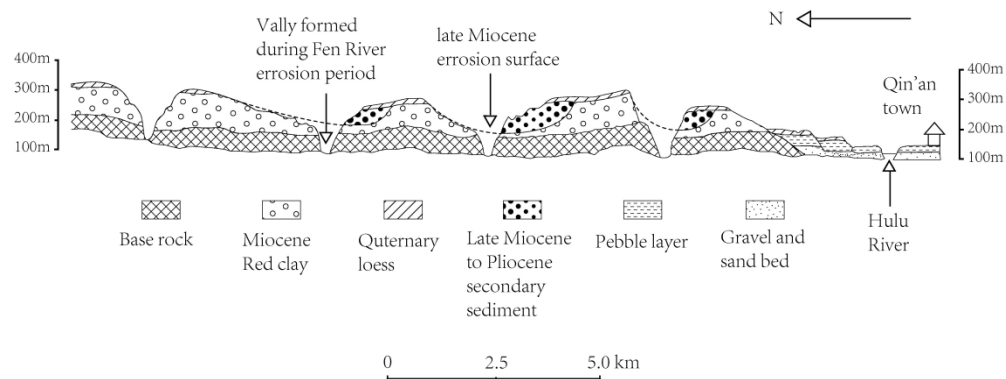 Vally formed
during Fen River
errosion period
late Miocene
errosion surface
N
400m
300m
200m
100m
400m
300m
200m
100m
Qin'an
town
Hulu
River
Base rock
Miocene
Red clay
Quternary
loess
Late Miocene
to Pliocene
secondary
sediment
Pebble layer
Gravel and
sand bed
0 2.5 5.0 km